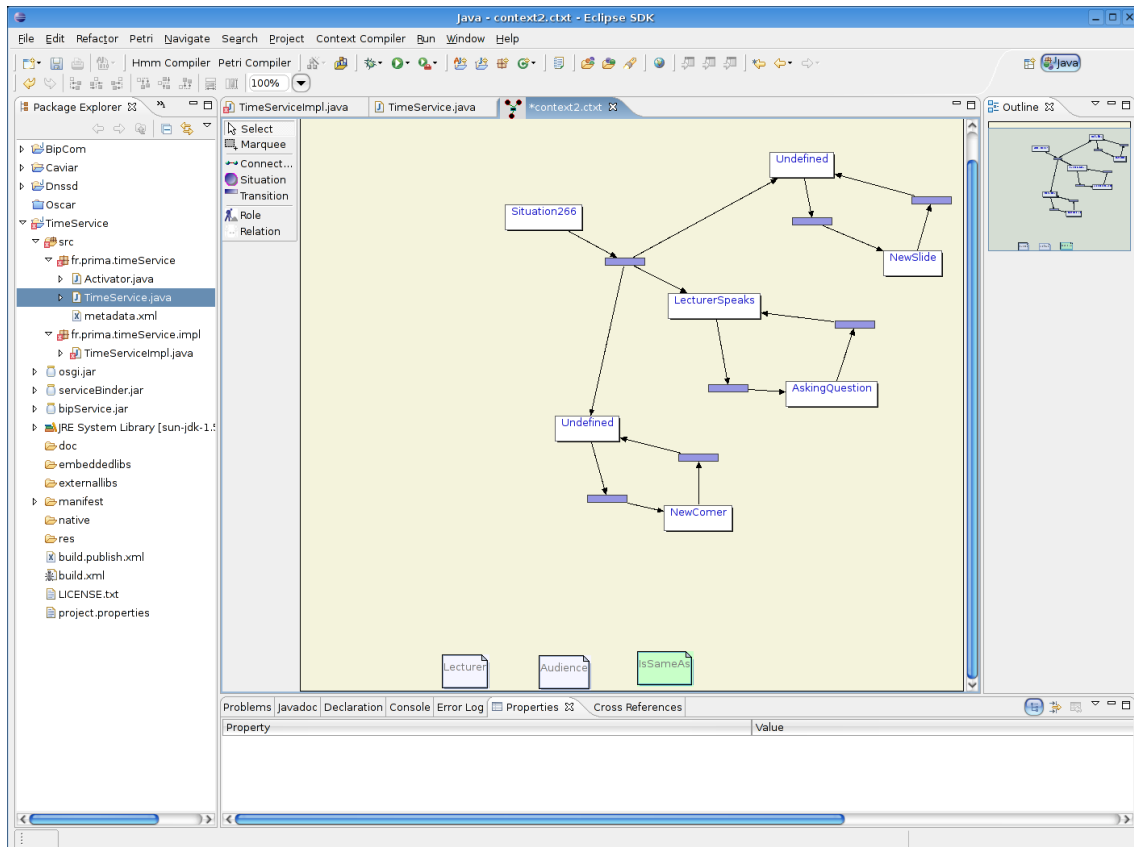 Java - context2.ctxt - Eclipse SDK
File Edit Refactor Petri Navigate Search Project Context Compiler Run Window Help
Hmm Compiler Petri Compiler
Java
100%
Package Explorer
TimeServiceImpl.java
TimeService.java
*context2.ctxt
Outline
BipCom
Caviar
Dnssd
Oscar
TimeService
src
fr.prima.timeService
Activator.java
TimeService.java
metadata.xml
fr.prima.timeService.impl
TimeServiceImpl.java
osgi.jar
serviceBinder.jar
bipService.jar
JRE System Library [sun-jdk-1.5
doc
embeddedlibs
externallibs
manifest
native
res
build.publish.xml
build.xml
LICENSE.txt
project.properties
Select
Marquee
Connect...
Situation
Transition
Role
Relation
Undefined
Situation266
NewSlide
LecturerSpeaks
AskingQuestion
Undefined
NewComer
Lecturer
Audience
IsSameAs
Problems Javadoc Declaration Console Error Log Properties Cross References
Property Value